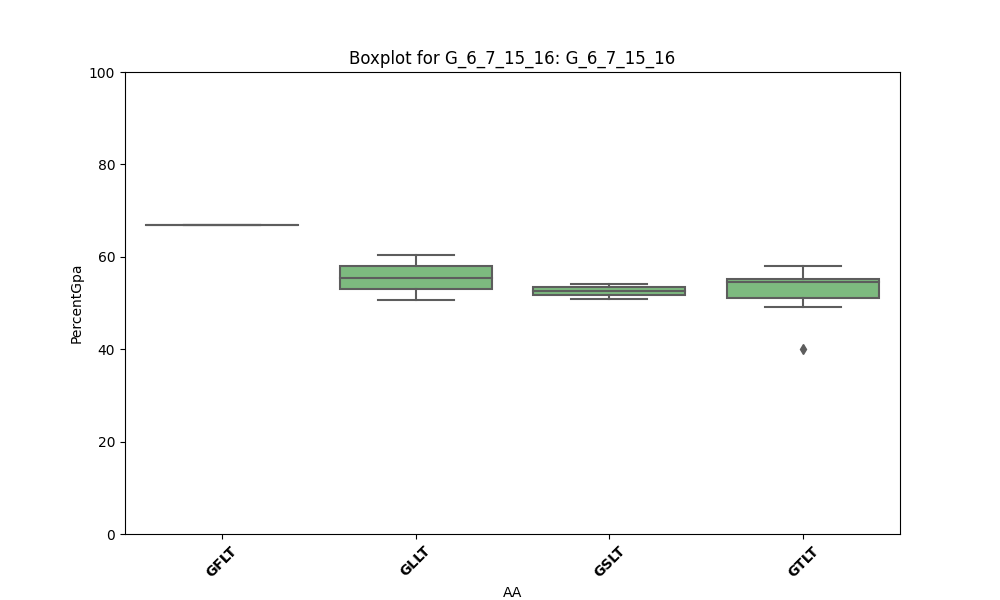 Boxplot for G_6_7_15_16: G_6_7_15_16
100
80
60
40
20
0
PercentGpa
GFLT
GLLT
GSLT
GTLT
AA